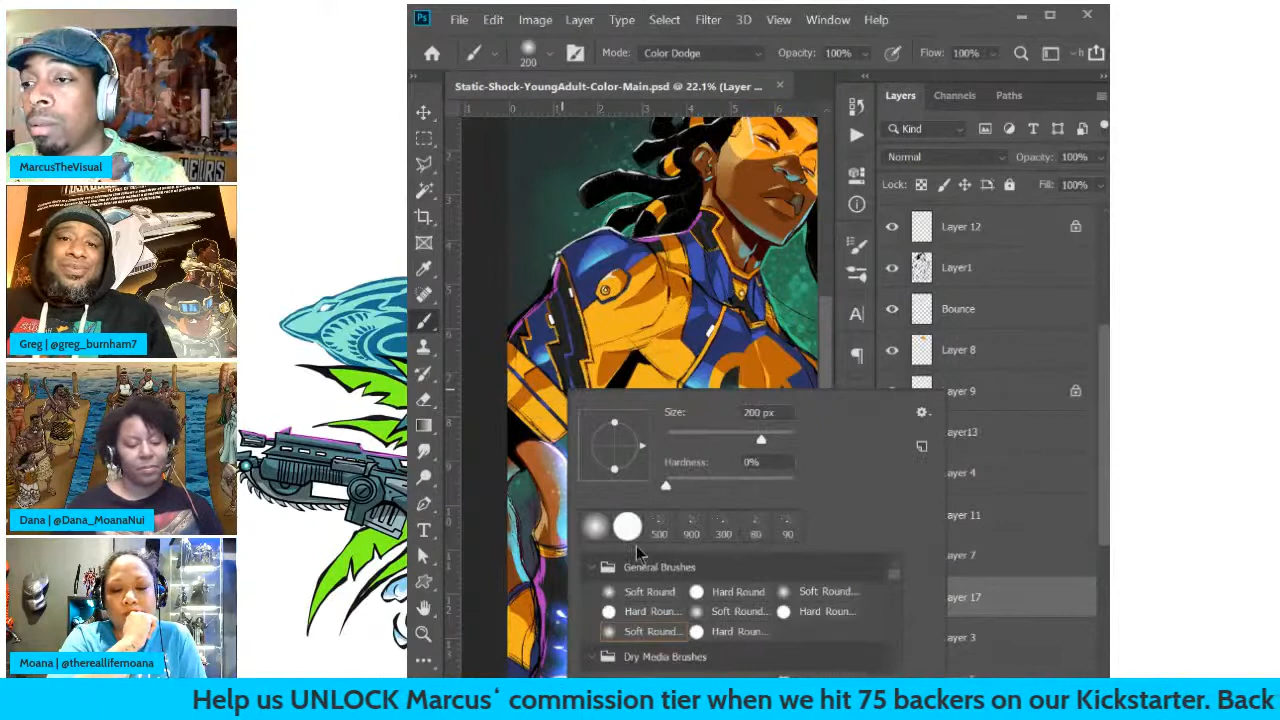 MarcusTheVisual
Greg | @greg_burnham7
Dana | @Dana_MoanaNui
Moana | @thereallifemoana
Ps File Edit Image Layer Type Select Filter 3D View Window Help
200 Mode: Color Dodge Opacity: 100% Flow: 100%
Static-Shock-YoungAdult-Color-Main.psd @ 22.1% (Layer ...
Layers Channels Paths
Kind
Normal Opacity: 100%
Lock: Fill: 100%
Layer 12
Layer1
Bounce
Layer 8
ayer 9
ayer13
ayer 4
ayer 11
ayer 7
ayer 17
ayer 3
Size: 200 px
Hardness: 0%
500 900 300 80 90
General Brushes
Soft Round Hard Round Soft Round...
Hard Roun... Soft Round... Hard Roun...
Soft Round... Hard Roun...
Dry Media Brushes
Help us UNLOCK Marcus‘ commission tier when we hit 75 backers on our Kickstarter. Back